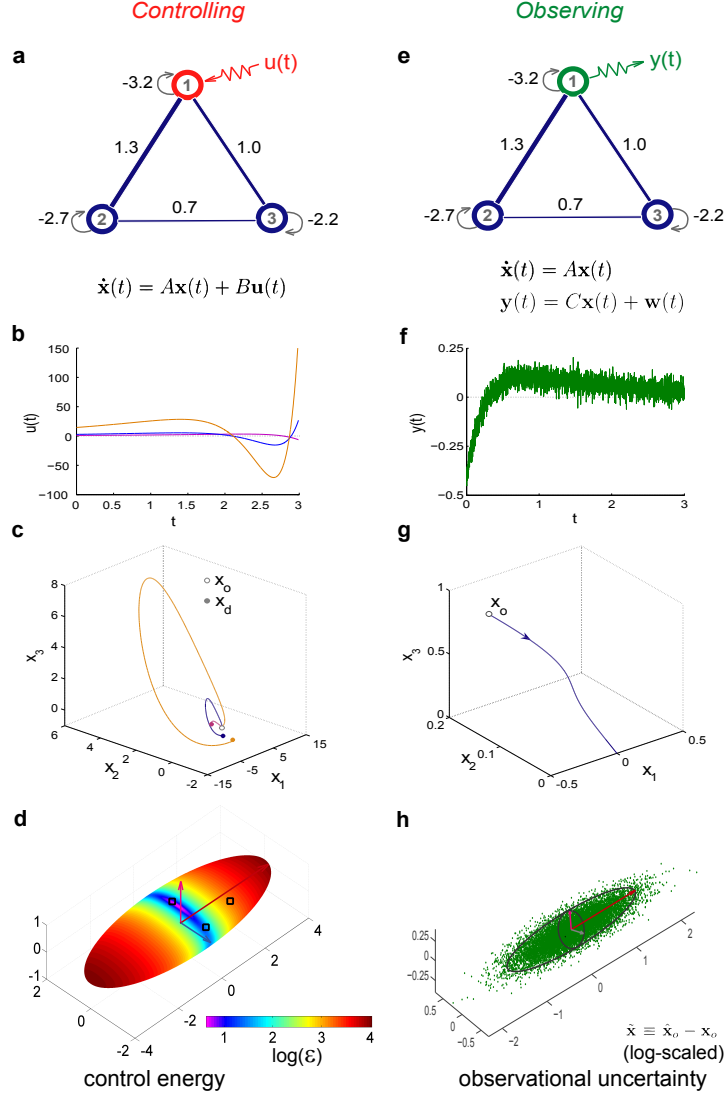 Controlling
Observing
a
u(t)
-3.2
1
1.3
1.0
-2.7
2
0.7
3
-2.2
ẋ(t) = Ax(t) + Bu(t)
e
y(t)
-3.2
1
1.3
1.0
-2.7
2
0.7
3
-2.2
ẋ(t) = Ax(t)
y(t) = Cx(t) + w(t)
b
150
100
50
0
−50
−100
u(t)
0
0.5
1
1.5
2
2.5
3
t
f
0.25
0
−0.25
−0.5
y(t)
0
1
2
3
t
c
8
6
4
2
0
x3
xo
xd
6
4
2
0
-2
x2
-15
-5
5
15
x1
g
1
0.5
0
x3
xo
0.2
0.1
0
x2
-0.5
0
0.5
x1
d
1
0
-1
2
0
-2
-4
-2
0
2
4
1
2
3
4
log(ε)
control energy
h
0.25
0
−0.25
0.5
0
−0.5
−2
−1
0
1
2
x̃ ≡ x̂o − xo
(log-scaled)
observational uncertainty